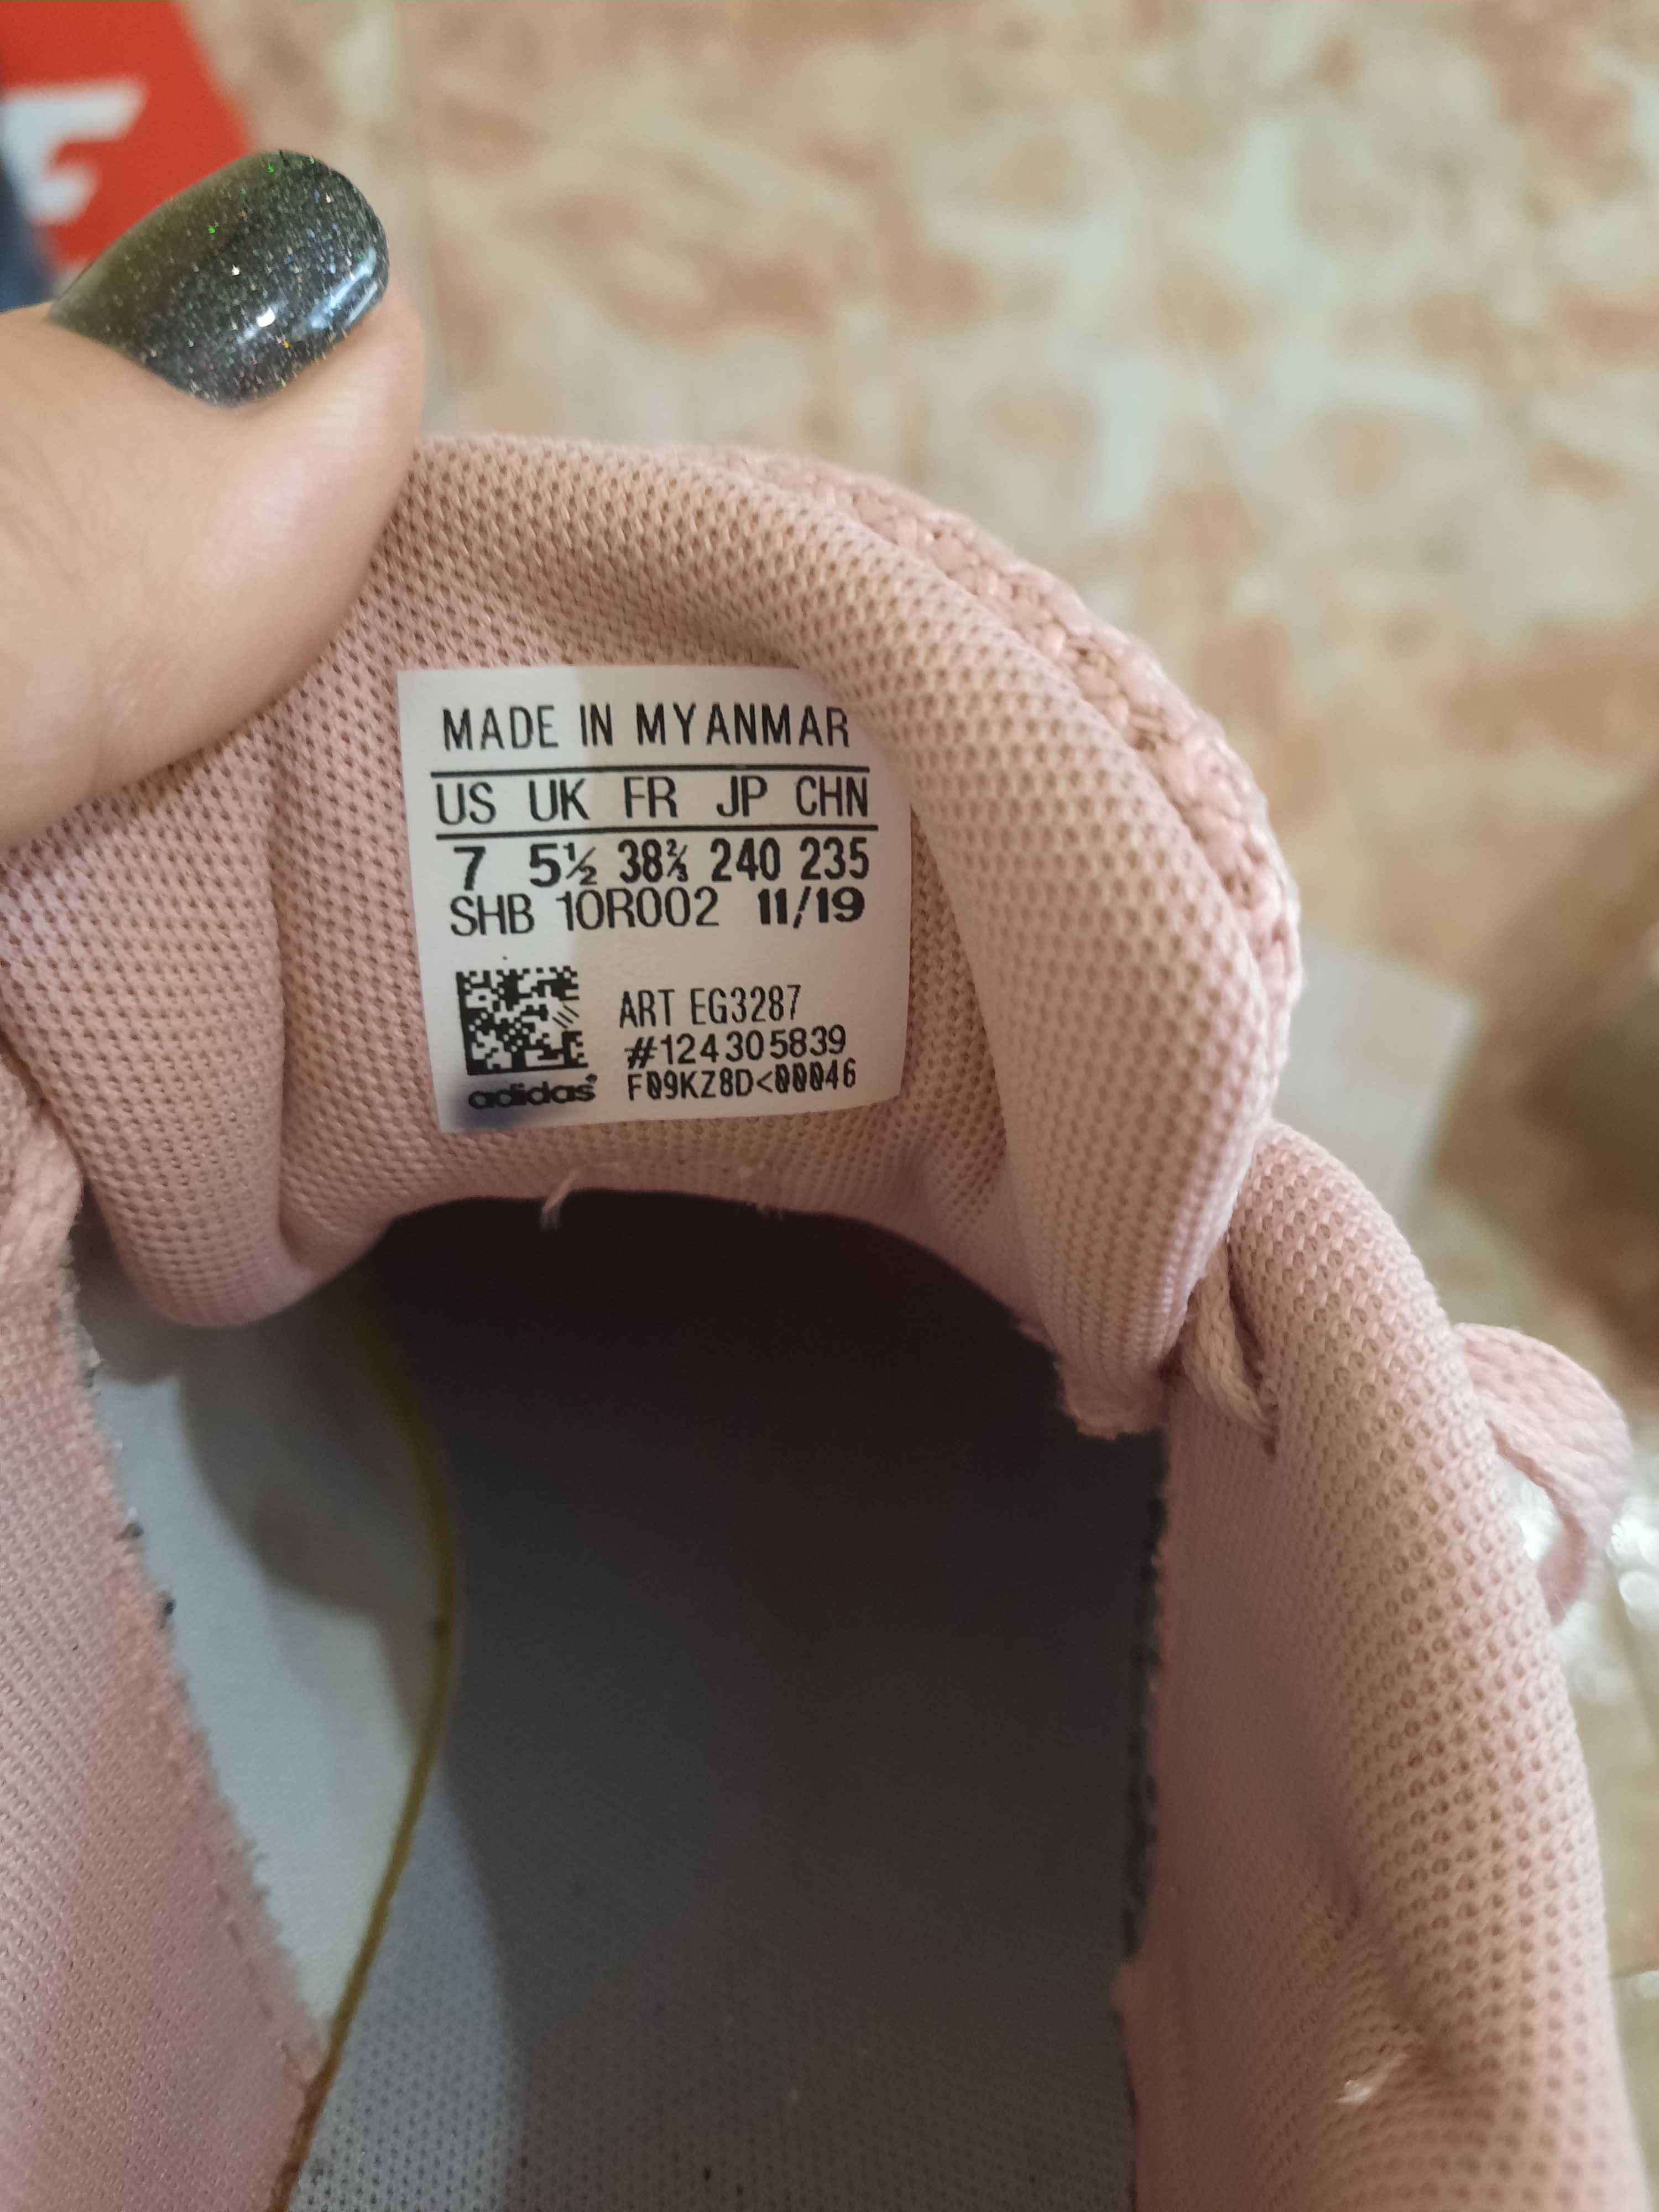 MADE IN MYANMAR
US UK FR JP CHN
7 5½ 38⅔ 240 235
SHB 10R002 11/19
ART EG3287
#124305839
F09KZ8D<00046
adidas